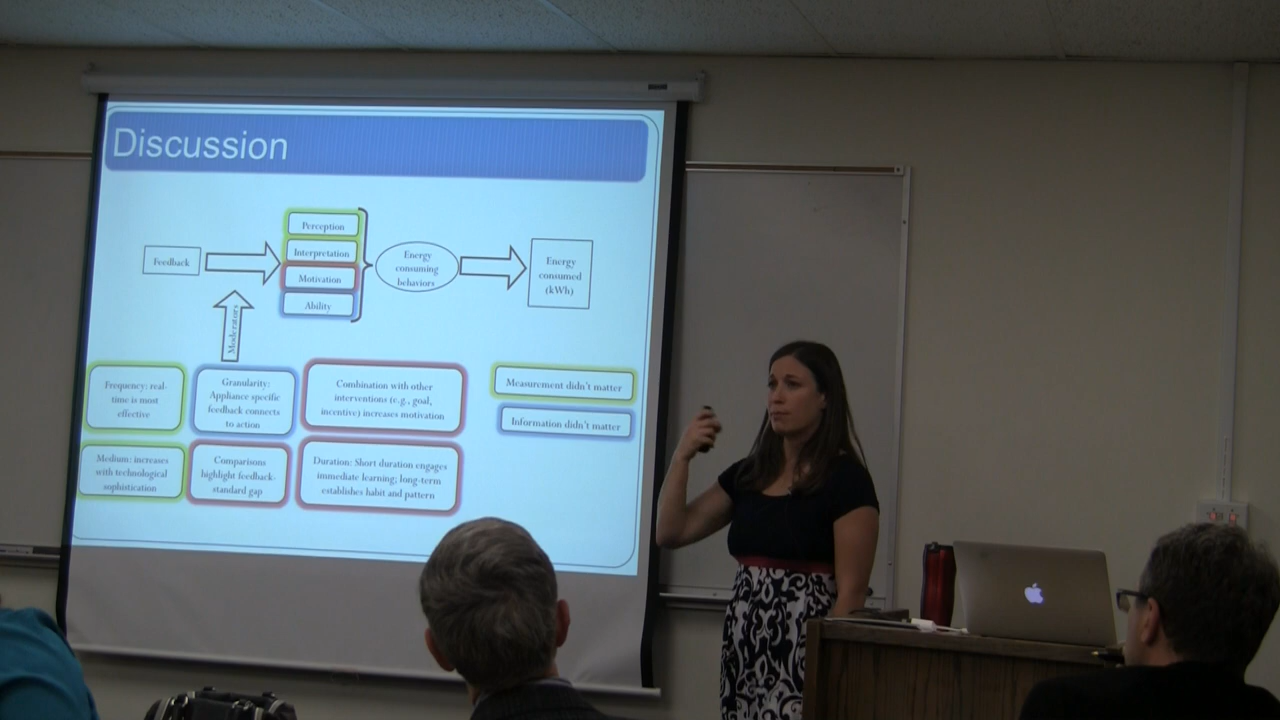 Discussion
Perception
Interpretation
Motivation
Ability
Feedback
Energy
consuming
behaviors
Energy
consumed
(kWh)
Moderators
Frequency: real-
time is most
effective
Granularity:
Appliance specific
feedback connects
to action
Combination with other
interventions (e.g., goal,
incentive) increases motivation
Measurement didn't matter
Information didn't matter
Medium: increases
with technological
sophistication
Comparison:
highlight feedback-
standard gap
Duration: Short duration engages
immediate learning; long-term
establishes habit and pattern